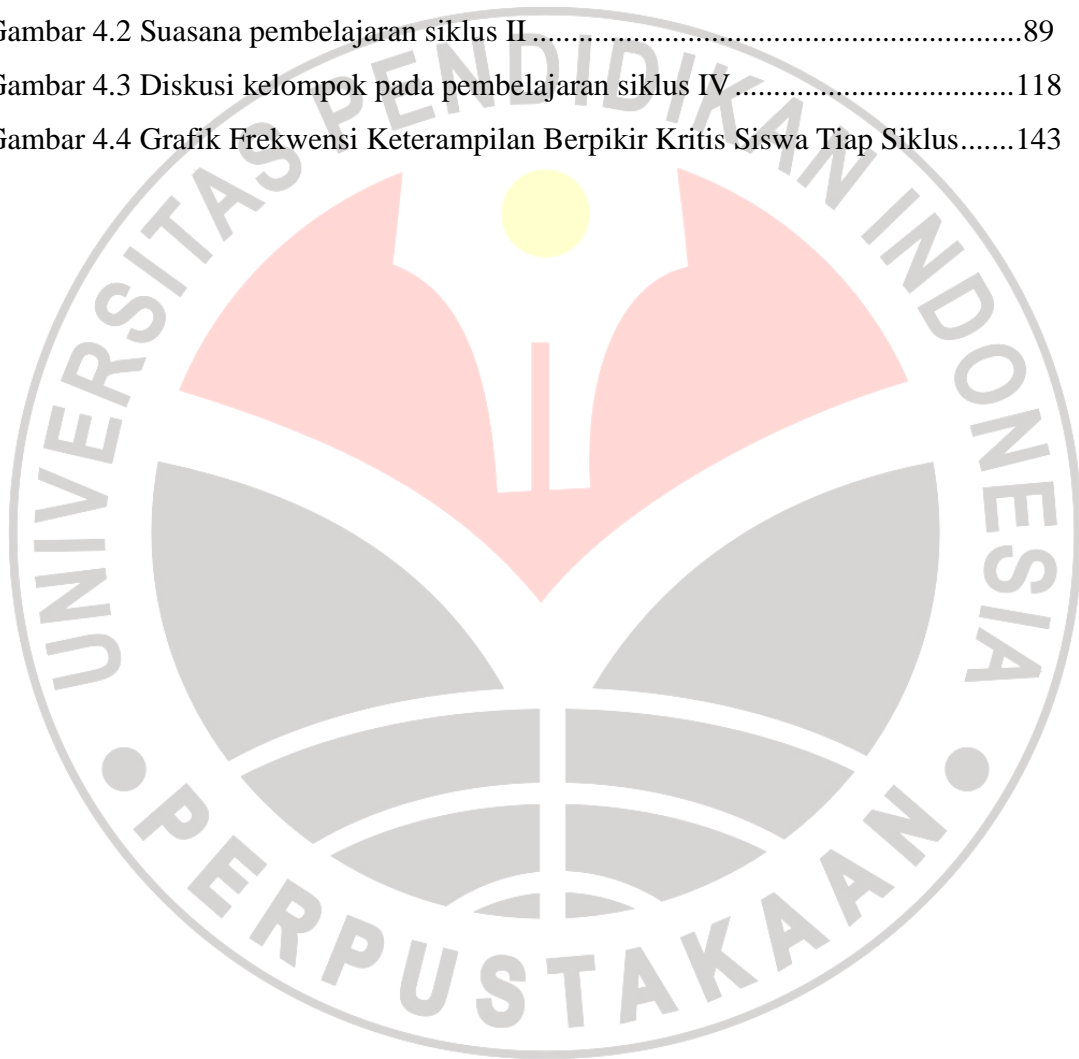 Gambar 4.2 Suasana pembelajaran siklus II..............................................................89
Gambar 4.3 Diskusi kelompok pada pembelajaran siklus IV...................................118
Gambar 4.4 Grafik Frekwensi Keterampilan Berpikir Kritis Siswa Tiap Siklus.......143
UNIVERSITAS PENDIDIKAN INDONESIA
PERPUSTAKAAN